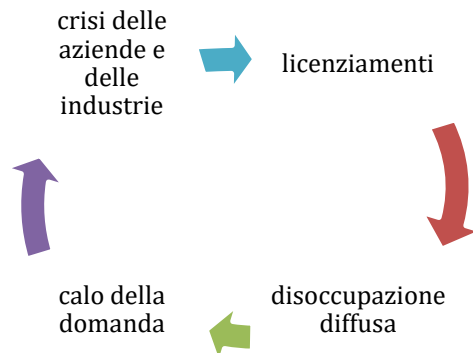 crisi delle
aziende e
delle
industrie
licenziamenti
disoccupazione
diffusa
calo della
domanda